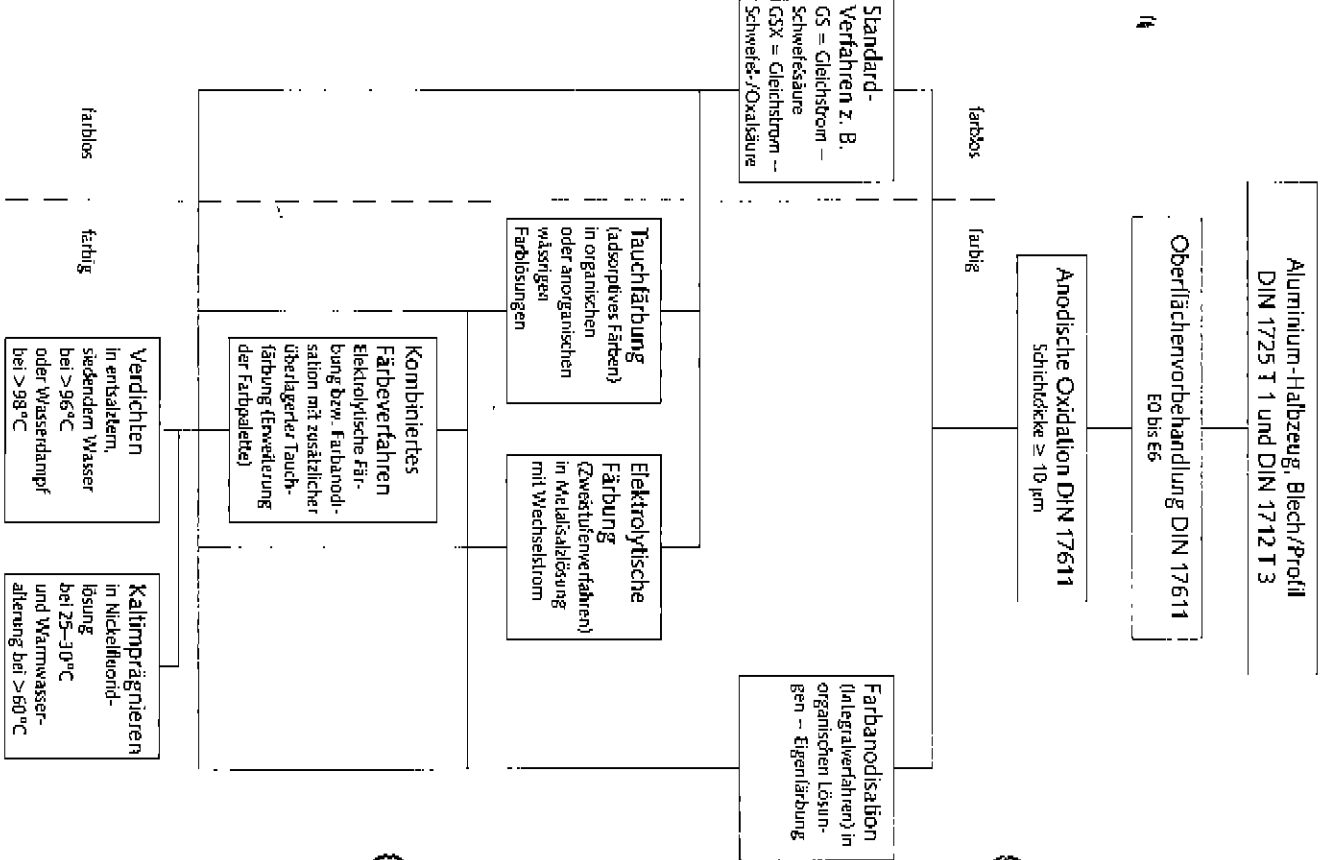 Aluminium-Halbzeug, Blech/Profil
DIN 1725 T 1 und DIN 1712 T 3
Oberflächenvorbehandlung DIN 17611
E0 bis E6
Anodische Oxidation DIN 17611
Schichtdicke ≥ 10 µm
farblos
farbig
Standard-
Verfahren z. B.
GS = Gleichstrom –
Schwefelsäure
GSX = Gleichstrom –
Schwefel-/Oxalsäure
Farbanodisation
(Integralverfahren) in
organischen Lösun-
gen – Eigenfärbung
Tauchfärbung
(adsorptives Färben)
in organischen
oder anorganischen
wässrigen
Farblösungen
Elektrolytische
Färbung
(Zweistufenverfahren)
in Metallsalzlösung
mit Wechselstrom
Kombiniertes
Färbeverfahren
Elektrolytische Fär-
bung bzw. Farbanodi-
sation mit zusätzlicher
überlagerter Tauch-
färbung (Erweiterung
der Farbpalette)
farblos
farbig
Verdichten
in entsalztem,
siedendem Wasser
bei >96°C
oder Wasserdampf
bei >98°C
Kaltimprägnieren
in Nickelfluorid-
lösung
bei 25–30°C
und Warmwasser-
alterung bei >60°C